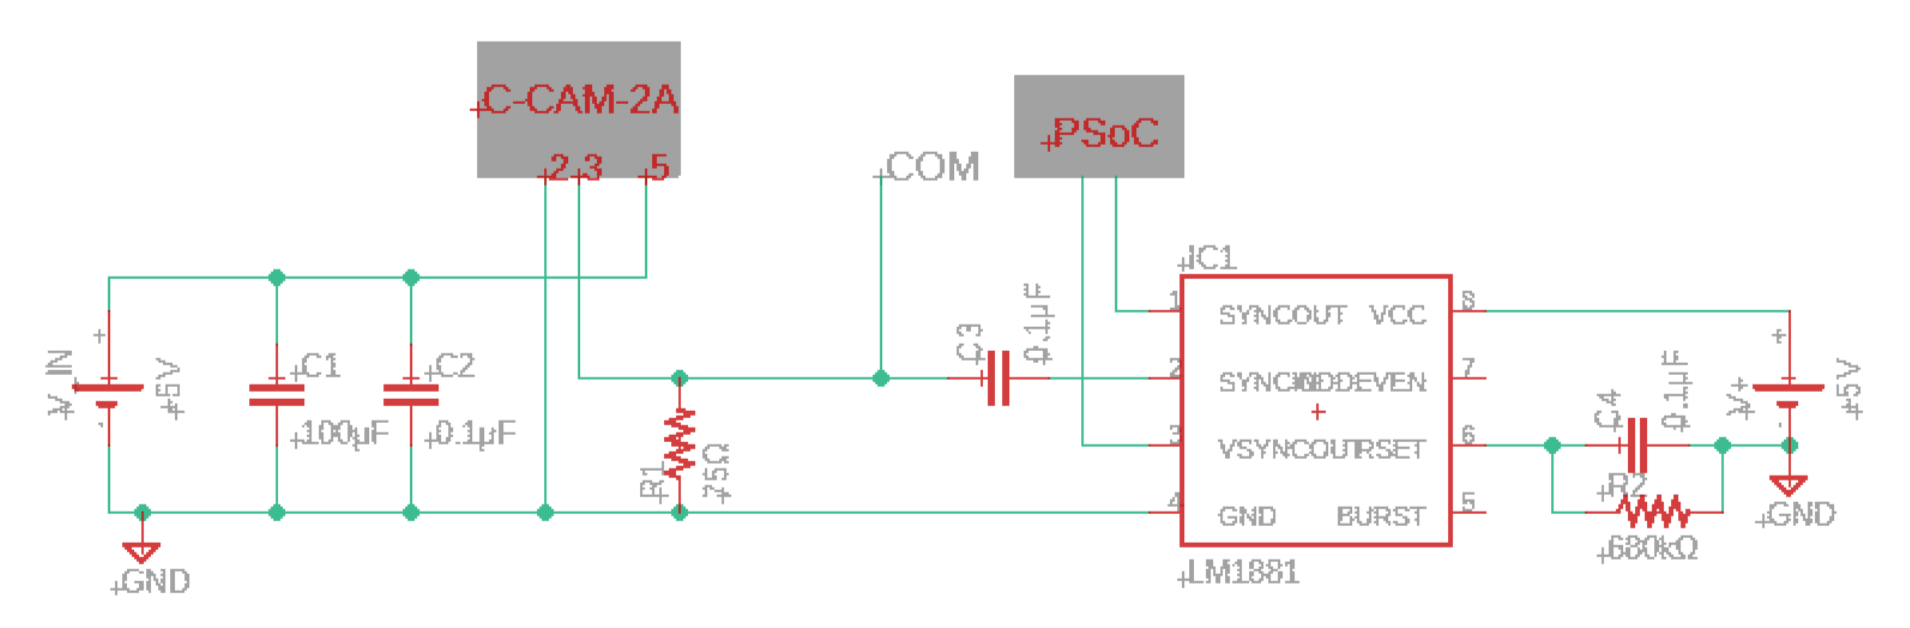 C-CAM-2A
2 3 5
COM
PSoC
V_IN
+5V
C1
100µF
C2
0.1µF
R1
75Ω
C3
0.1µF
IC1
1 SYNCOUT VCC 8
2 7
3 VSYNCOUT RSET 6
4 GND BURST 5
LM1881
C4
0.1µF
R2
680kΩ
V+
+5V
GND
GND